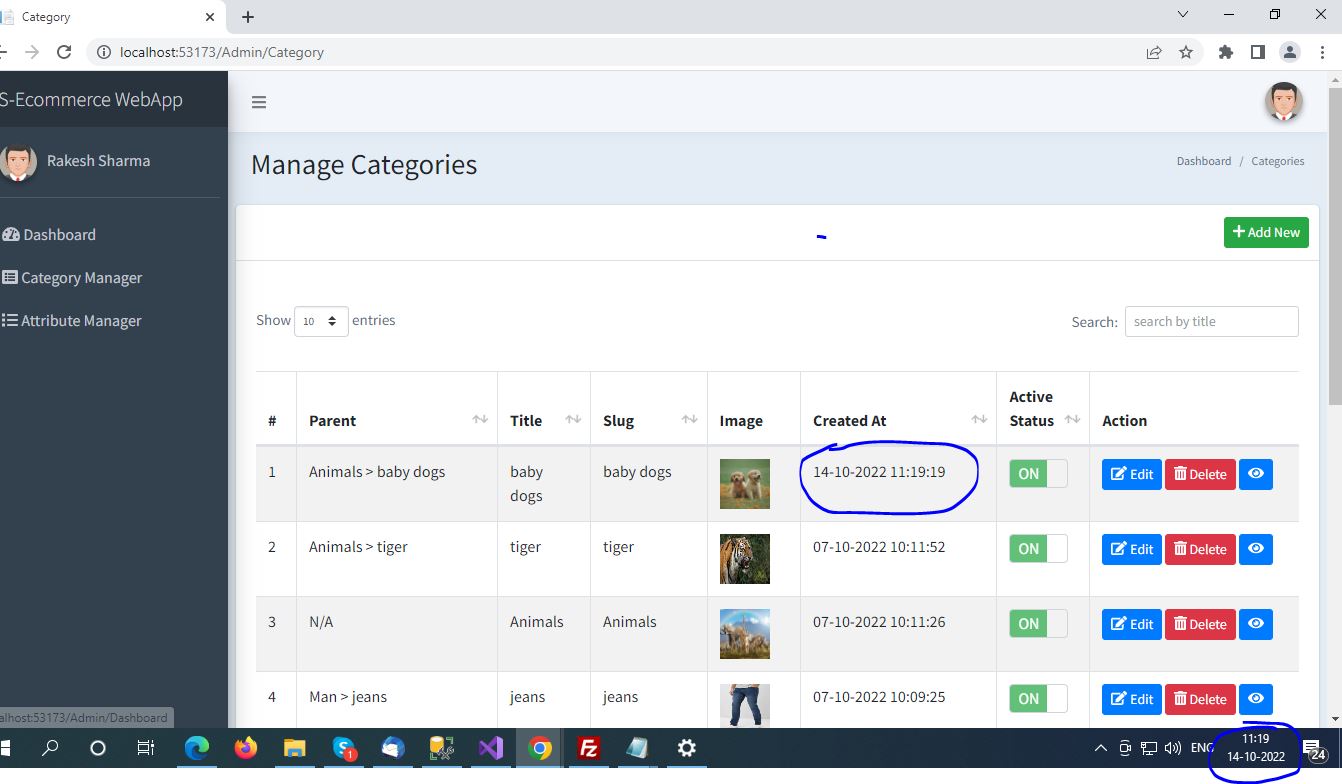 Category
localhost:53173/Admin/Category
S-Ecommerce WebApp
Rakesh Sharma
Dashboard
Category Manager
Attribute Manager
Manage Categories
Dashboard / Categories
Add New
Show 10 entries
Search: search by title
# Parent Title Slug Image Created At Active Status Action
1 Animals > baby dogs baby dogs baby dogs 14-10-2022 11:19:19 ON Edit Delete
2 Animals > tiger tiger tiger 07-10-2022 10:11:52 ON Edit Delete
3 N/A Animals Animals 07-10-2022 10:11:26 ON Edit Delete
4 Man > jeans jeans jeans 07-10-2022 10:09:25 ON Edit Delete
alhost:53173/Admin/Dashboard
1
ENG
11:19
14-10-2022
24